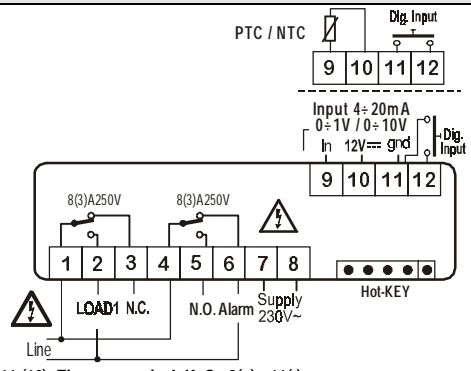 PTC / NTC
Dig. Input
9 10 11 12
Input 4÷20mA
0÷1V / 0÷10V
In 12V gnd
Dig.
Input
9 10 11 12
8(3)A250V 8(3)A250V
1 2 3 4 5 6 7 8
Hot-KEY
LOAD1 N.C. N.O. Alarm Supply
230V~
Line